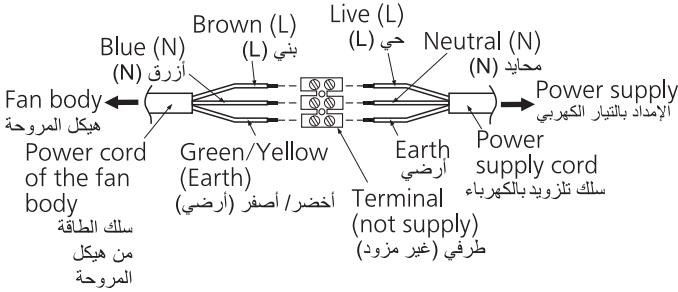 Live (L)
حي (L)
Brown (L)
بني (L)
Blue (N)
أزرق (N)
Neutral (N)
محايد (N)
Fan body
هيكل المروحة
Power supply
الإمداد بالتيار الكهربي
Power cord
of the fan
body
سلك الطاقة
من هيكل
المروحة
Green/Yellow
(Earth)
أخضر/ أصفر (أرضي)
Earth
أرضي
Terminal
(not supply)
طرفي (غير مزود)
Power
supply cord
سلك تلزويد بالكهرباء